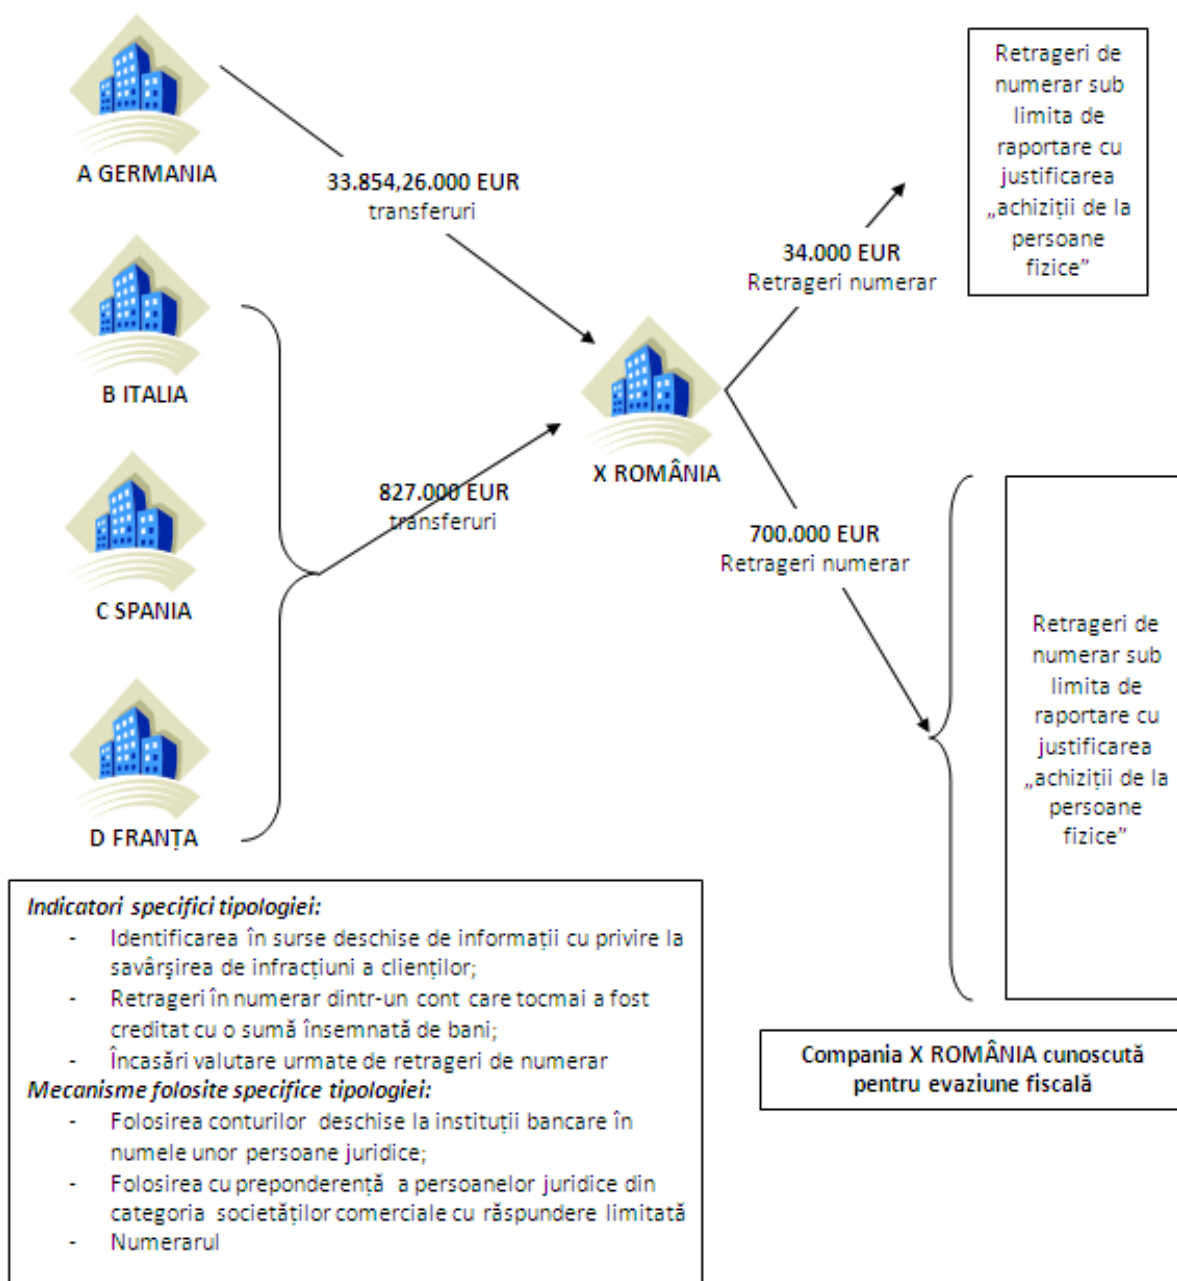 A GERMANIA
33.854,26.000 EUR
transferuri
B ITALIA
C SPANIA
D FRANȚA
827.000 EUR
transferuri
X ROMÂNIA
34.000 EUR
Retrageri numerar
700.000 EUR
Retrageri numerar
Retrageri de
numerar sub
limita de
raportare cu
justificarea
„achiziții de la
persoane
fizice”
Retrageri de
numerar sub
limita de
raportare cu
justificarea
„achiziții de la
persoane
fizice”
Indicatori specifici tipologiei:
- Identificarea în surse deschise de informații cu privire la
savârşirea de infracțiuni a clienților;
- Retrageri în numerar dintr-un cont care tocmai a fost
creditat cu o sumă însemnată de bani;
- Încasări valutare urmate de retrageri de numerar
Mecanisme folosite specifice tipologiei:
- Folosirea conturilor deschise la instituții bancare în
numele unor persoane juridice;
- Folosirea cu preponderență a persoanelor juridice din
categoria societăților comerciale cu răspundere limitată
- Numerarul
Compania X ROMÂNIA cunoscută
pentru evaziune fiscală